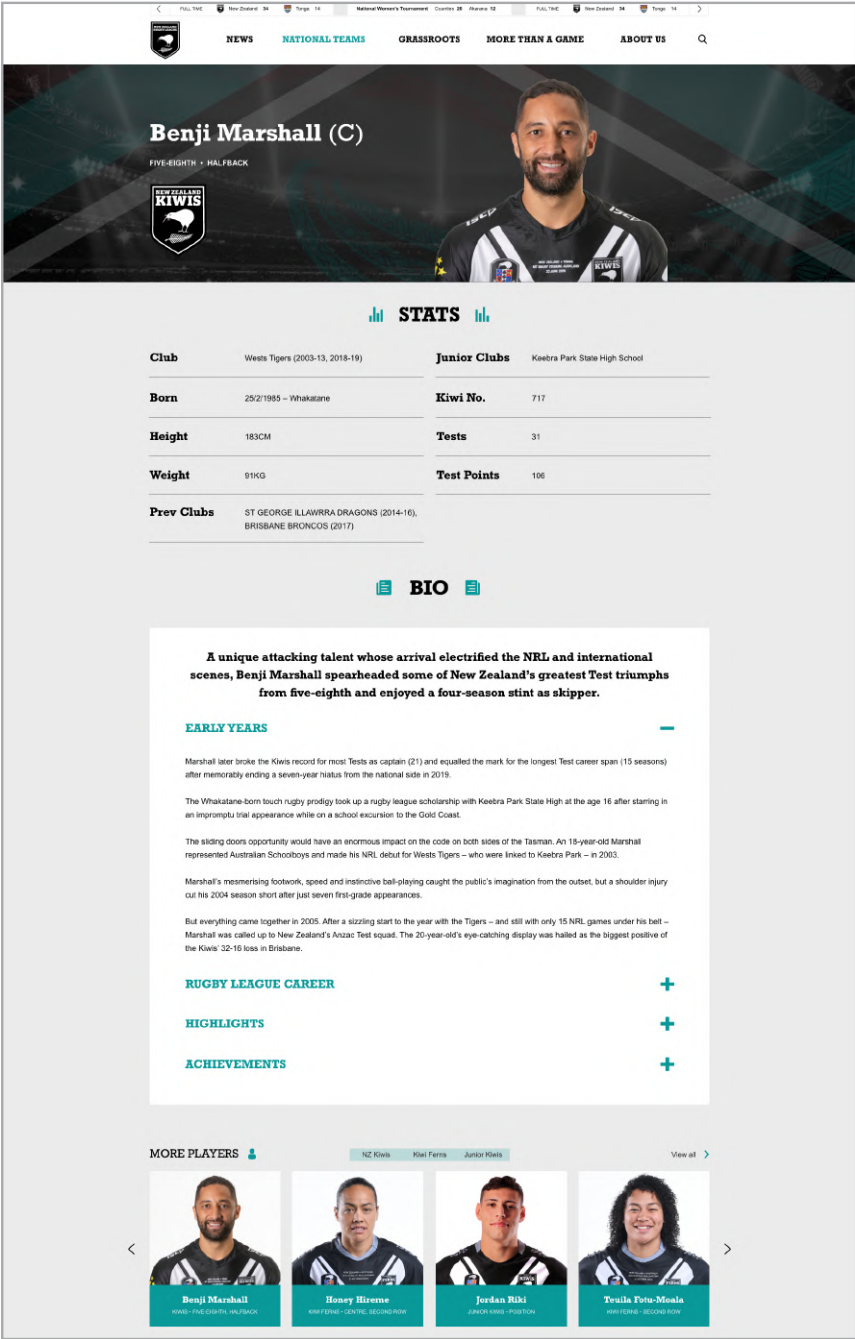 FULL TIME New Zealand 34 Tonga 14 National Women's Tournament Counties 26 Akarana 12 FULL TIME New Zealand 34 Tonga 14
NEWS NATIONAL TEAMS GRASSROOTS MORE THAN A GAME ABOUT US
Benji Marshall (C)
FIVE-EIGHTH • HALFBACK
NEW ZEALAND
KIWIS
STATS
Club Wests Tigers (2003-13, 2018-19) Junior Clubs Keebra Park State High School
Born 25/2/1985 – Whakatane Kiwi No. 717
Height 183CM Tests 31
Weight 91KG Test Points 106
Prev Clubs ST GEORGE ILLAWRRA DRAGONS (2014-16),
BRISBANE BRONCOS (2017)
BIO
A unique attacking talent whose arrival electrified the NRL and international
scenes, Benji Marshall spearheaded some of New Zealand's greatest Test triumphs
from five-eighth and enjoyed a four-season stint as skipper.
EARLY YEARS
Marshall later broke the Kiwis record for most Tests as captain (21) and equalled the mark for the longest Test career span (15 seasons)
after memorably ending a seven-year hiatus from the national side in 2019.
The Whakatane-born touch rugby prodigy took up a rugby league scholarship with Keebra Park State High at the age 16 after starring in
an impromptu trial appearance while on a school excursion to the Gold Coast.
The sliding doors opportunity would have an enormous impact on the code on both sides of the Tasman. An 18-year-old Marshall
represented Australian Schoolboys and made his NRL debut for Wests Tigers – who were linked to Keebra Park – in 2003.
Marshall's mesmerising footwork, speed and instinctive ball-playing caught the public's imagination from the outset, but a shoulder injury
cut his 2004 season short after just seven first-grade appearances.
But everything came together in 2005. After a sizzling start to the year with the Tigers – and still with only 15 NRL games under his belt –
Marshall was called up to New Zealand's Anzac Test squad. The 20-year-old's eye-catching display was hailed as the biggest positive of
the Kiwis' 32-16 loss in Brisbane.
RUGBY LEAGUE CAREER
HIGHLIGHTS
ACHIEVEMENTS
MORE PLAYERS NZ Kiwis Kiwi Ferns Junior Kiwis View all
Benji Marshall Honey Hireme Jordan Riki Teuila Fotu-Moala
KIWIS - FIVE-EIGHTH, HALFBACK KIWI FERNS - CENTRE, SECOND ROW JUNIOR KIWIS - POSITION KIWI FERNS - SECOND ROW